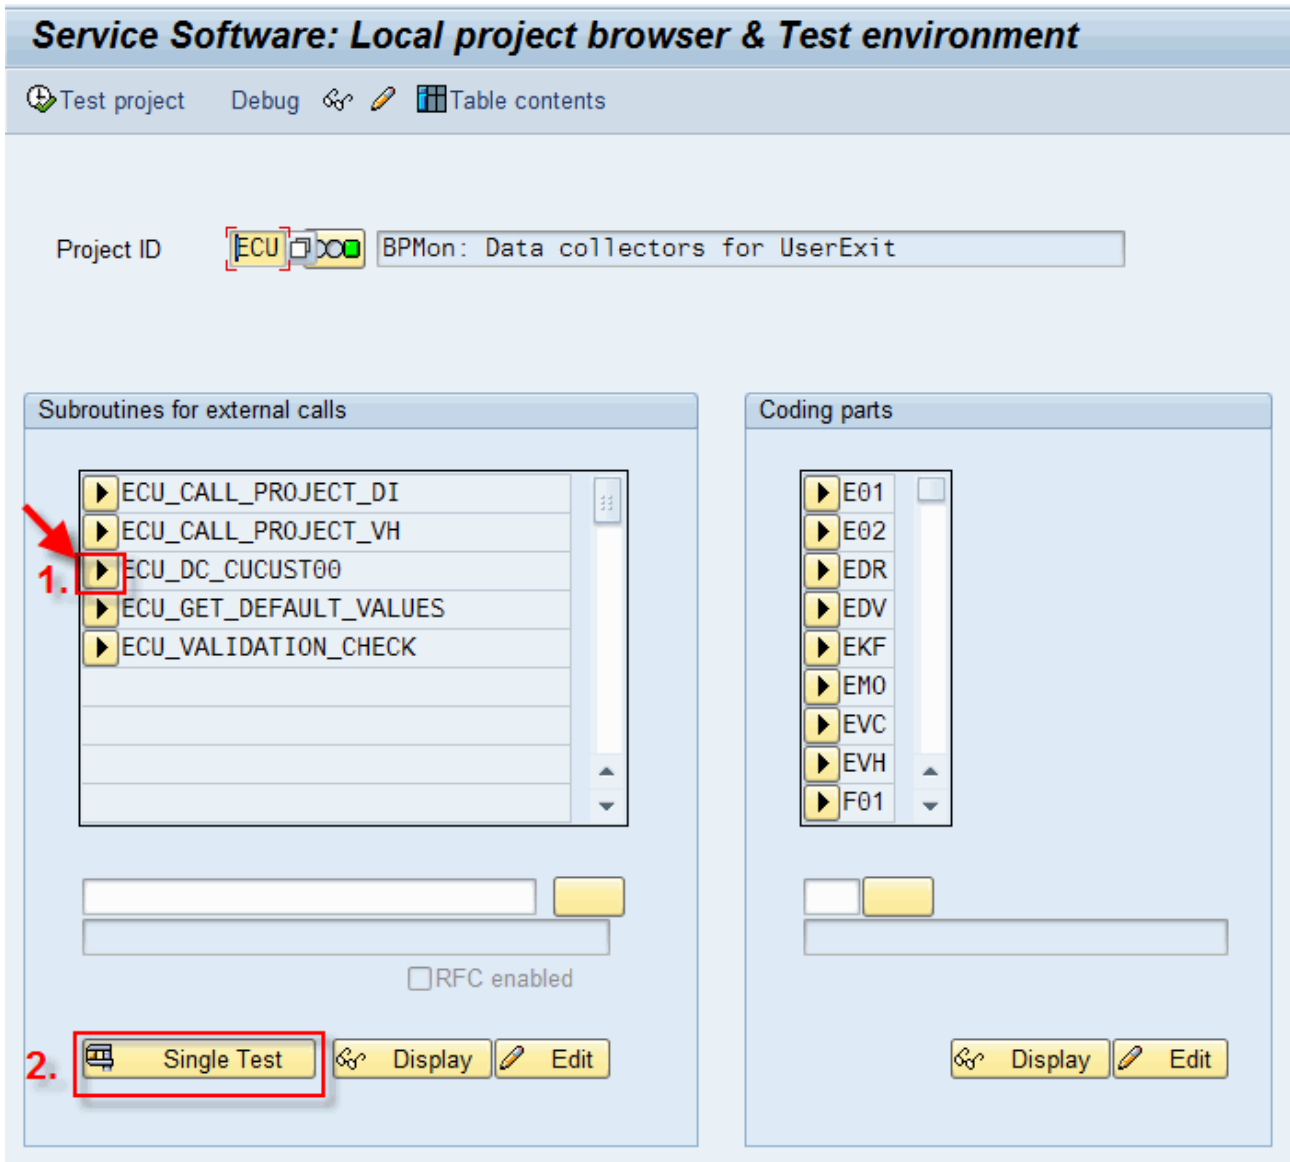 Service Software: Local project browser & Test environment
Test project Debug Table contents
Project ID ECU BPMon: Data collectors for UserExit
Subroutines for external calls
ECU_CALL_PROJECT_DI
ECU_CALL_PROJECT_VH
1. ECU_DC_CUCUST00
ECU_GET_DEFAULT_VALUES
ECU_VALIDATION_CHECK
RFC enabled
2. Single Test Display Edit
Coding parts
E01
E02
EDR
EDV
EKF
EMO
EVC
EVH
F01
Display Edit